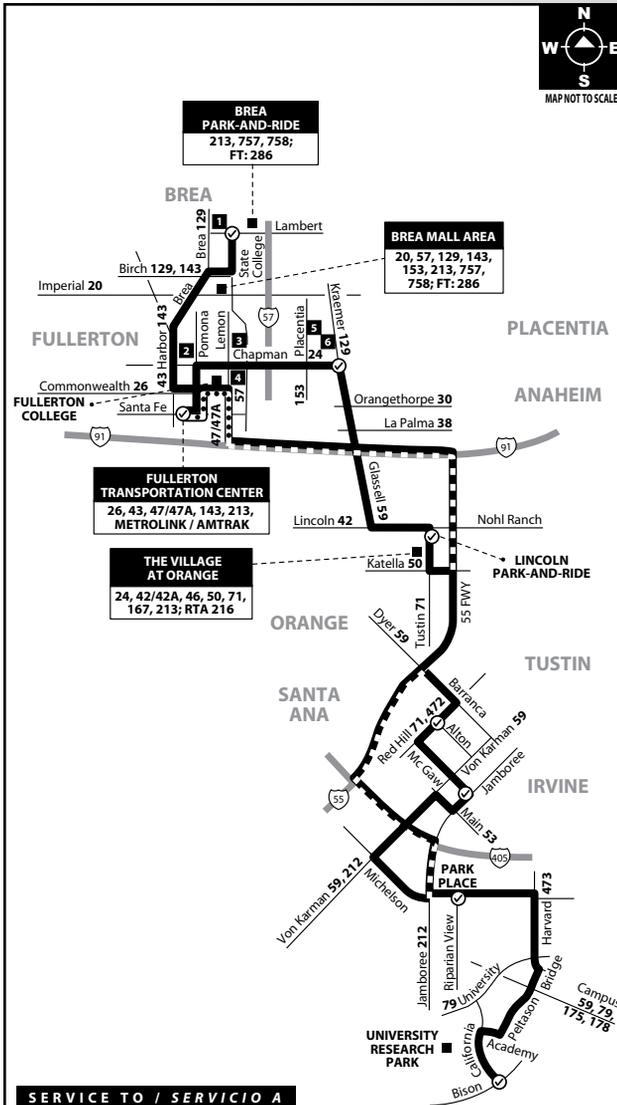 N
W E
S
MAP NOT TO SCALE
BREA
PARK-AND-RIDE
213, 757, 758;
FT: 286
BREA
1
Brea 129
Lambert
State
College
BREA MALL AREA
20, 57, 129, 143,
153, 213, 757,
758; FT: 286
Birch 129, 143
Imperial 20
Brea
57
Kraemer 129
FULLERTON
43 Harbor 143
2
Pomona
Lemon
3
Placentia
5
6
PLACENTIA
Chapman 24
Commonwealth 26
4
57
153
ANAHEIM
FULLERTON
COLLEGE
Santa Fe
47/47A
Orangethorpe 30
La Palma 38
91
91
FULLERTON
TRANSPORTATION CENTER
26, 43, 47/47A, 143, 213,
METROLINK / AMTRAK
Glassell 59
Lincoln 42
Nohl Ranch
THE VILLAGE
AT ORANGE
24, 42/42A, 46, 50, 71,
167, 213; RTA 216
Katella 50
LINCOLN
PARK-AND-RIDE
Tustin 71
55 FWY
ORANGE
Dyer 59
TUSTIN
SANTA
ANA
Barranca
Red Hill 71, 472
Alton
Von Karman 59
Mc Gaw
Jamboree
IRVINE
55
Main 53
405
Von Karman 59, 212
Michelson
PARK
PLACE
Harvard 473
Jamboree 212
Riparian View
79 University
Bridge
Campus
59, 79,
175, 178
Peltason
California
Academy
UNIVERSITY
RESEARCH
PARK
Bison
SERVICE TO / SERVICIO A